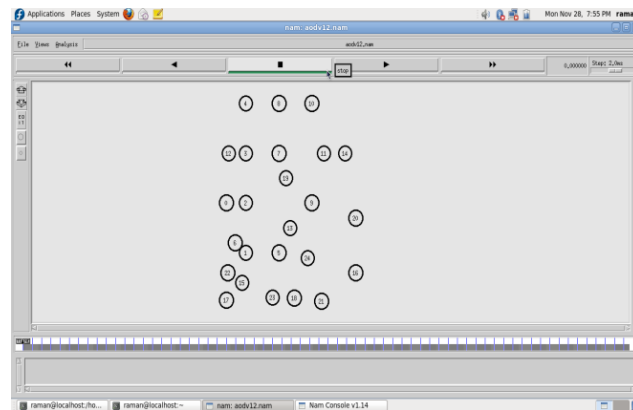 Applications Places System Mon Nov 28, 7:55 PM rama
nam: aodv12.nam
File Views Analysis aodv12.nam
0.000000 Step: 2.0ms
stop
4 8 10
12 3 7 11 14
19
0 2 9
20
13
6
1 5 24
22 16
15
17 23 18 21
raman@localhost:/ho... raman@localhost:~ nam: aodv12.nam Nam Console v1.14